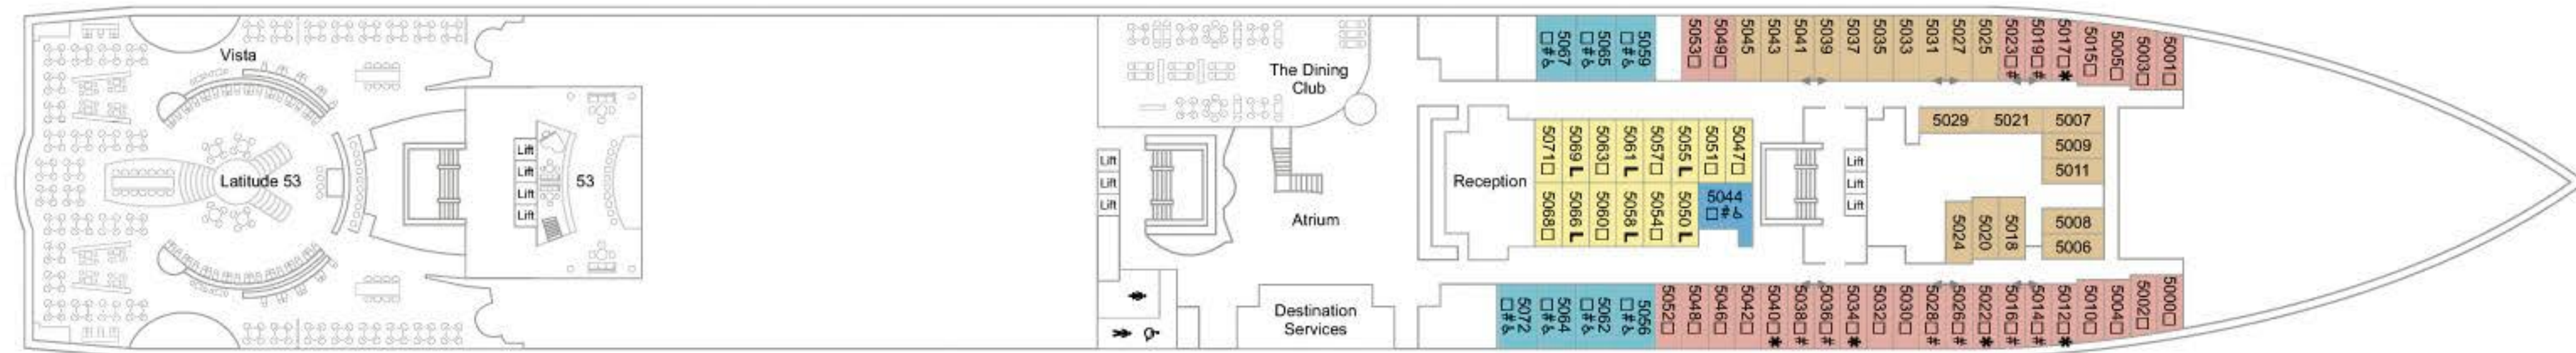 Vista
Latitude 53
Lift
Lift
Lift
Lift
53
Lift
Lift
Lift
The Dining
Club
Atrium
Destination
Services
Reception
5067
5065
5059
5053
5049
5045
5043
5041
5039
5037
5035
5033
5031
5027
5025
5023#
5019#
5017*
5015
5005
5003
5001
5071
5069 L
5063
5061 L
5057
5055 L
5051
5047
5068
5066 L
5060
5058 L
5054
5050 L
5044
#
Lift
Lift
Lift
5029
5021
5007
5009
5011
5024
5020
5018
5008
5006
5072
5064
5062
5056
5052
5048
5046
5042
5040*
5038#
5036#
5034*
5032
5030
5028#
5026#
5022*
5016#
5014#
5012*
5010
5004
5002
5000